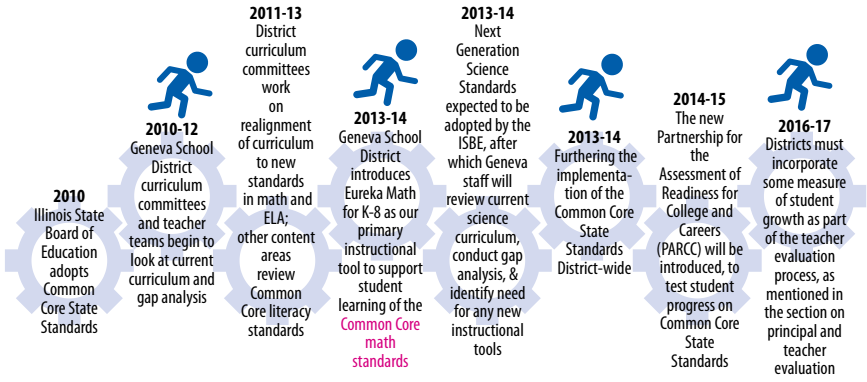 2010
Illinois State
Board of
Education
adopts
Common
Core State
Standards
2010-12
Geneva School
District
curriculum
committees
and teacher
teams begin to
look at current
curriculum and
gap analysis
2011-13
District
curriculum
committees
work
on
realignment
of curriculum
to new
standards
in math and
ELA;
other content
areas
review
Common
Core literacy
standards
2013-14
Geneva School
District
introduces
Eureka Math
for K-8 as our
primary
instructional
tool to support
student
learning of the
Common Core
math
standards
2013-14
Next
Generation
Science
Standards
expected to be
adopted by the
ISBE, after
which Geneva
staff will
review current
science
curriculum,
conduct gap
analysis, &
identify need
for any new
instructional
tools
2013-14
Furthering the
implementa-
tion of the
Common Core
State
Standards
District-wide
2014-15
The new
Partnership for
the
Assessment of
Readiness for
College and
Careers
(PARCC) will be
introduced, to
test student
progress on
Common Core
State
Standards
2016-17
Districts must
incorporate
some measure
of student
growth as part
of the teacher
evaluation
process, as
mentioned in
the section on
principal and
teacher
evaluation